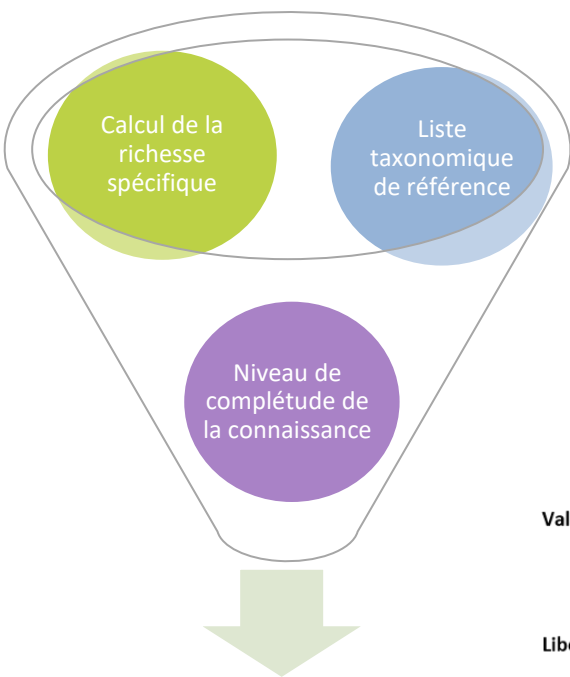 Calcul de la
richesse
spécifique
Liste
taxonomique
de référence
Niveau de
complétude de
la connaissance
Val
Libe